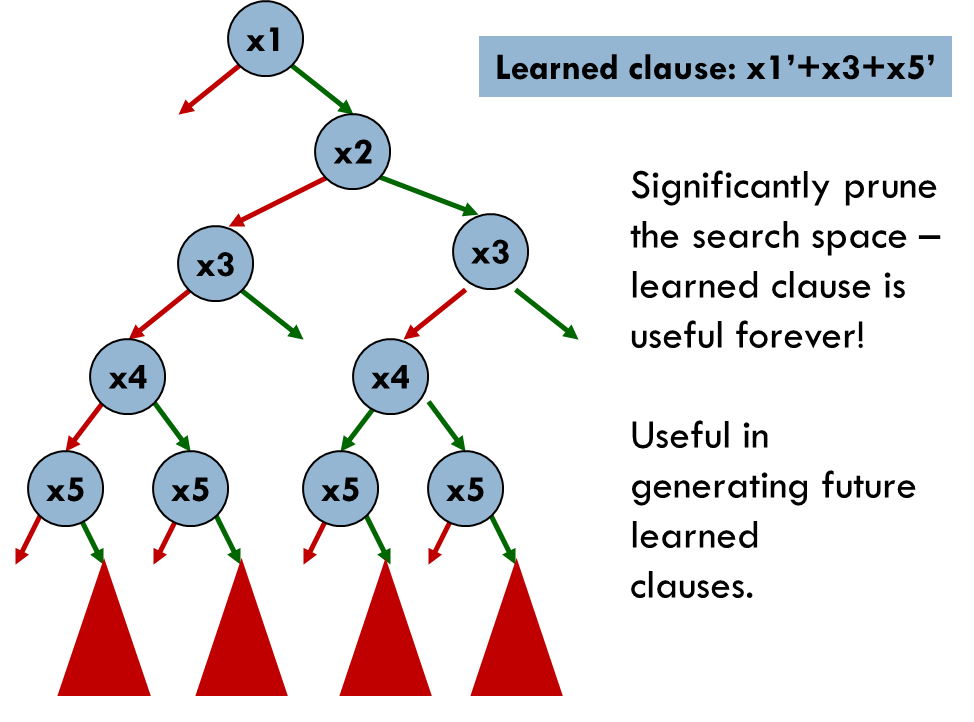 x1
Learned clause: x1’+x3+x5’
x2
x3
x3
x4
x4
x5
x5
x5
x5
Significantly prune
the search space –
learned clause is
useful forever!
Useful in
generating future
learned
clauses.